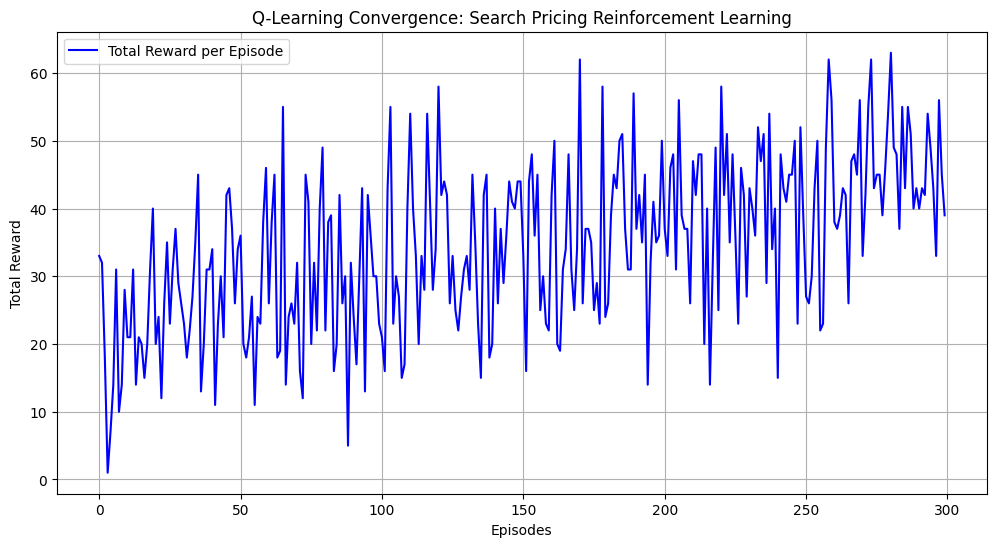 Q-Learning Convergence: Search Pricing Reinforcement Learning
Total Reward per Episode
Total Reward
60
50
40
30
20
10
0
0 50 100 150 200 250 300
Episodes